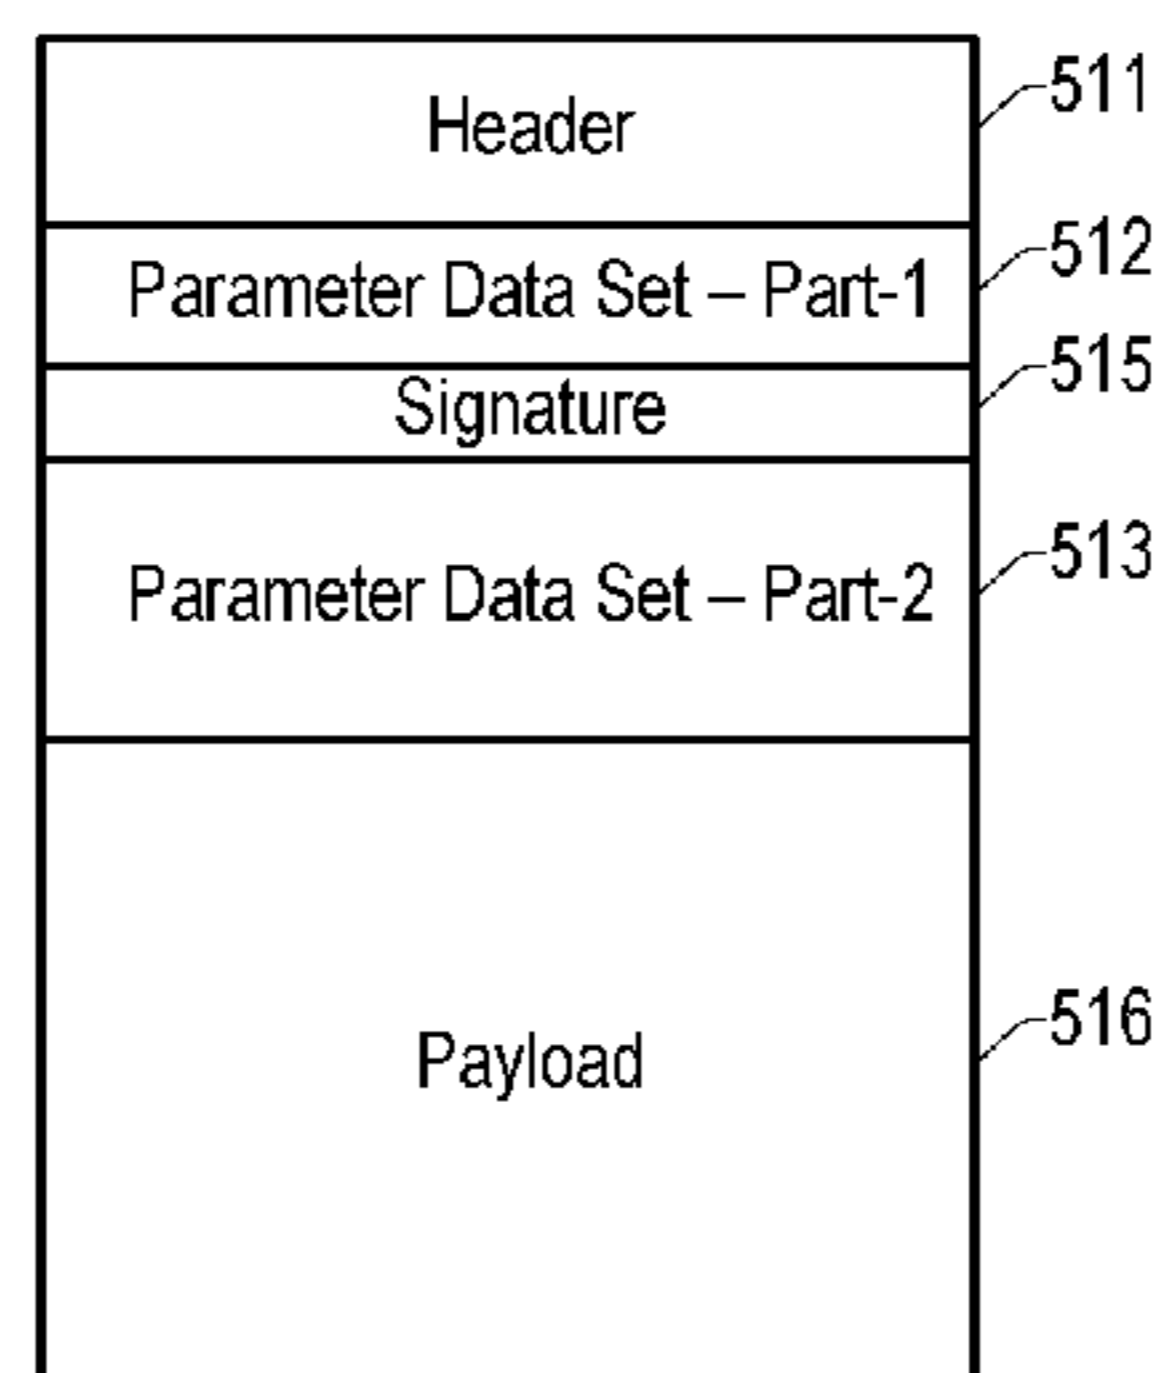 Header
511
Parameter Data Set – Part-1
512
Signature
515
Parameter Data Set – Part-2
513
Payload
516